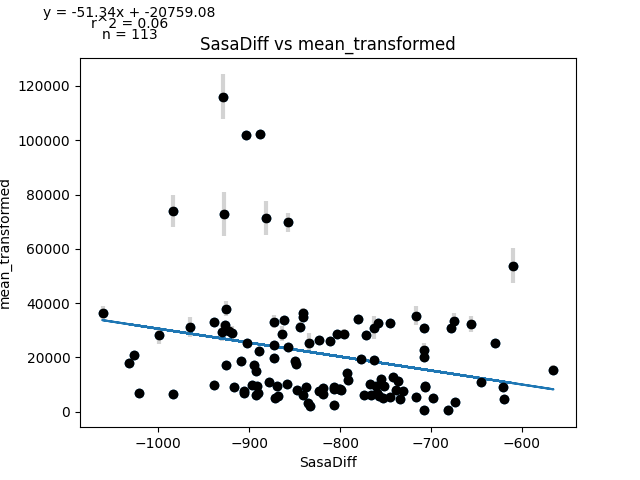 y = -51.34x + -20759.08
r^2 = 0.06
n = 113
SasaDiff vs mean_transformed
120000
100000
80000
60000
40000
20000
0
mean_transformed
−1000
−900
−800
−700
−600
SasaDiff